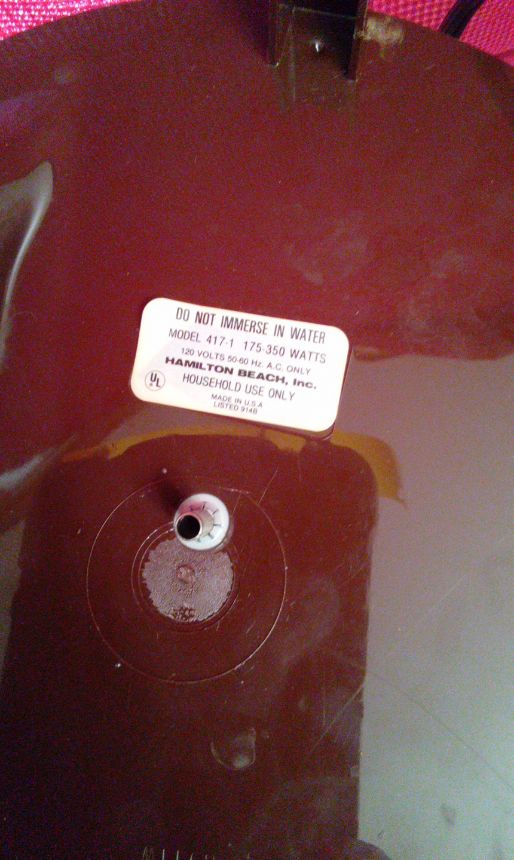 DO NOT IMMERSE IN WATER
MODEL 417-1 175-350 WATTS
120 VOLTS 50-60 Hz. A.C. ONLY
HAMILTON BEACH, Inc.
UL
HOUSEHOLD USE ONLY
MADE IN U.S.A
LISTED 914B